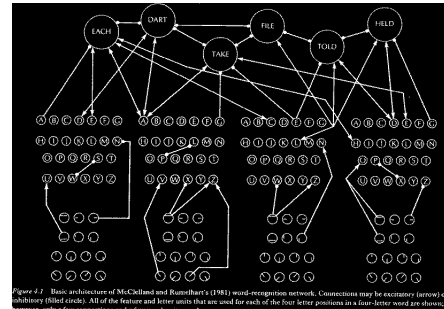 DART
FILE
HELD
EACH
TAKE
TOLD
A B C D E F G
A B C D E F G
A B C D E F G
A B C D E F G
H I J K L M N
H I J K L M N
H I J K L M N
H I J K L M N
O P Q R S T
O P Q R S T
O P Q R S T
O P Q R S T
U V W X Y Z
U V W X Y Z
U V W X Y Z
U V W X Y Z
Figure 4.1 Basic architecture of McClelland and Rumelhart's (1981) word-recognition network. Connections may be excitatory (arrow)
inhibitory (filled circle). All of the feature and letter units that are used for each of the four letter positions in a four-letter word are shown;